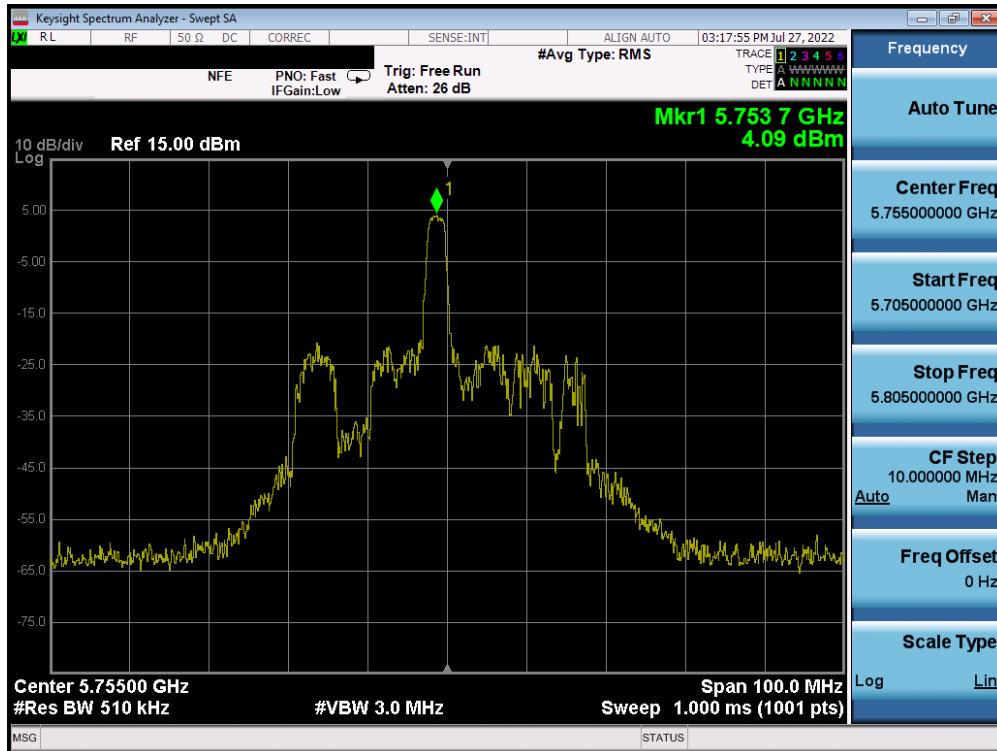 Keysight Spectrum Analyzer - Swept SA
LXI RL RF 50 Ω DC CORREC SENSE:INT ALIGN AUTO 03:17:55 PM Jul 27, 2022
NFE PNO: Fast IFGain:Low Trig: Free Run Atten: 26 dB #Avg Type: RMS
TRACE 1 2 3 4 5 6
TYPE A WWWWW
DET A N N N N N
Mkr1 5.753 7 GHz
4.09 dBm
10 dB/div Ref 15.00 dBm
Log
1
5.00
-5.00
-15.0
-25.0
-35.0
-45.0
-55.0
-65.0
-75.0
Center 5.75500 GHz Span 100.0 MHz
#Res BW 510 kHz #VBW 3.0 MHz Sweep 1.000 ms (1001 pts)
MSG STATUS
Frequency
Auto Tune
Center Freq
5.755000000 GHz
Start Freq
5.705000000 GHz
Stop Freq
5.805000000 GHz
CF Step
10.000000 MHz
Auto Man
Freq Offset
0 Hz
Scale Type
Log Lin